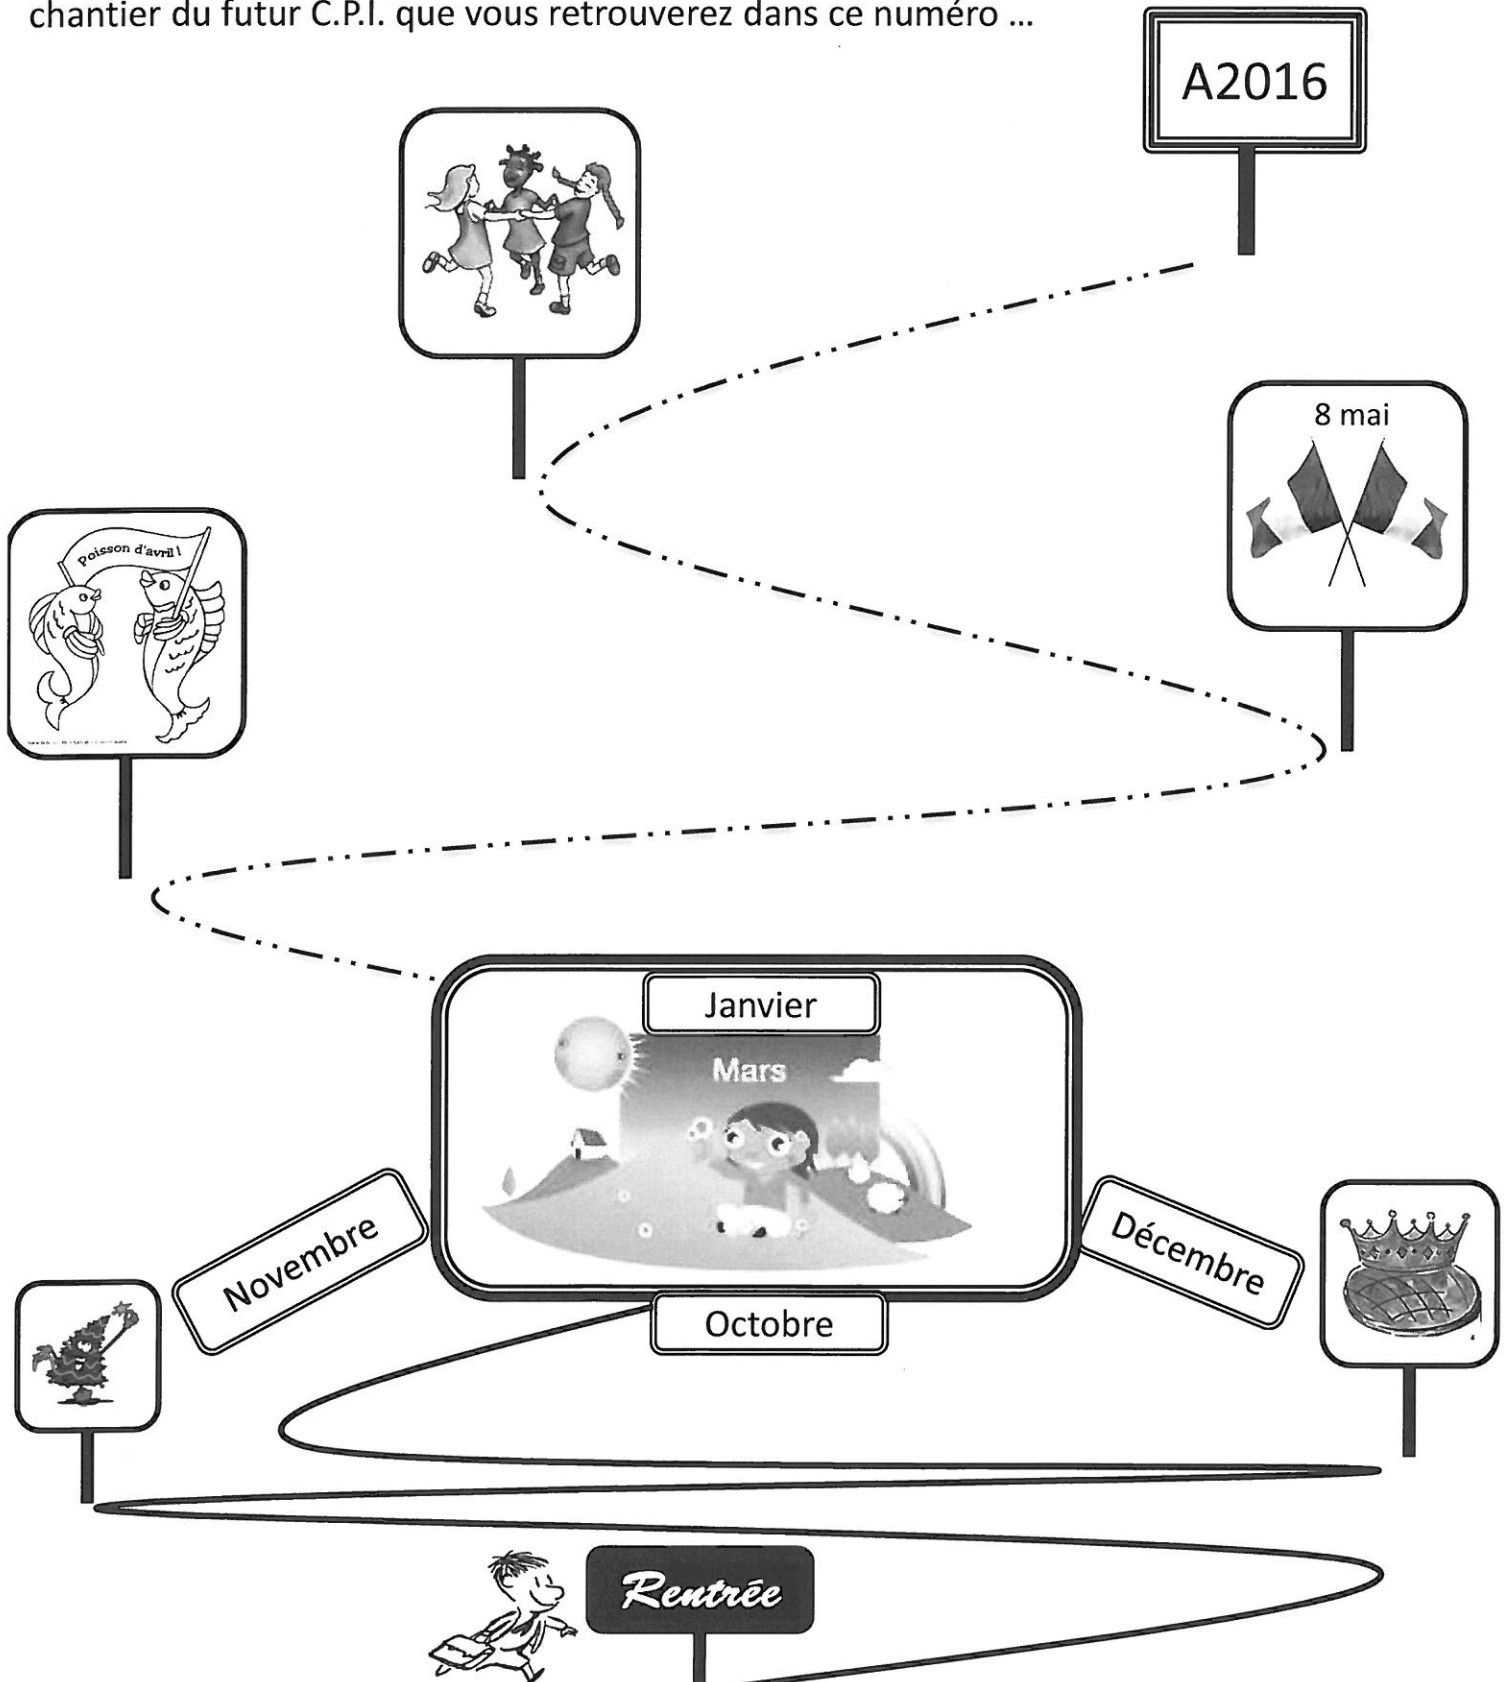 chantier du futur C.P.I. que vous retrouverez dans ce numéro ...
A2016
8 mai
Poisson d'avril !
Janvier
Mars
Novembre
Décembre
Octobre
Rentrée